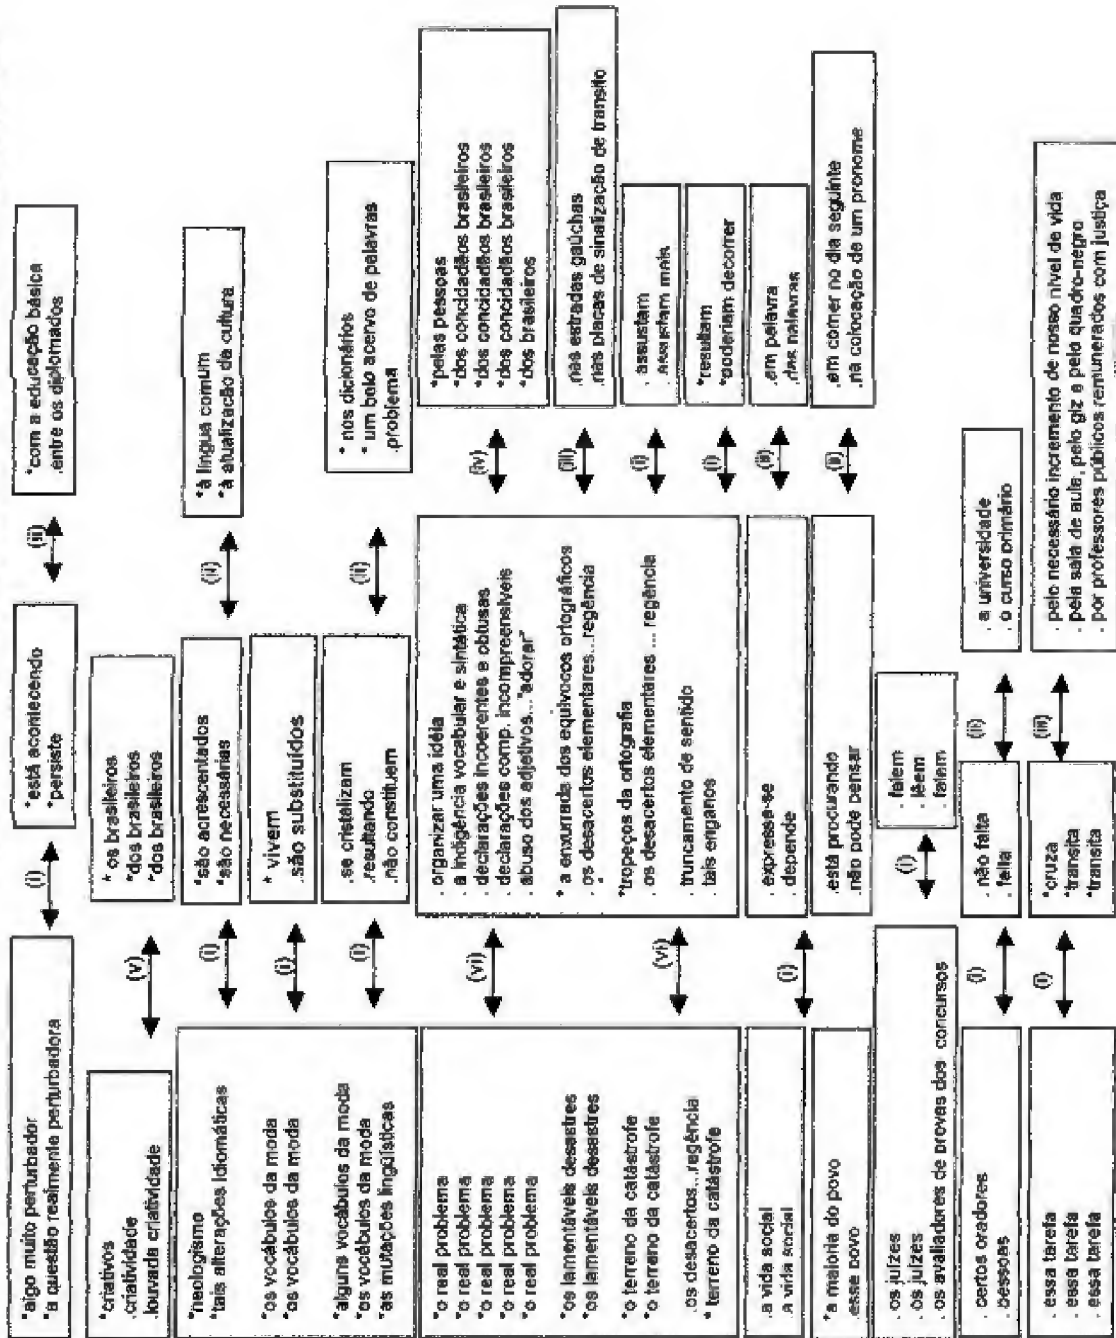 *algo muito perturbador
*a questão realmente perturbadora
(i)
*está acontecendo
*persiste
(ii)
*com a educação básica
.entre os diplomados
*criativos
.criatividade
.louvada criatividade
(v)
* os brasileiros
*dos brasileiros
*dos brasileiros
*neologismo
*tais alterações idiomáticas
(i)
*são acrescentados
*são necessárias
(ii)
*à língua comum
*à atualização da cultura
*os vocábulos da moda
*os vocábulos da moda
(i)
* vivem
.são substituídos
*alguns vocábulos da moda
*os vocábulos da moda
*as mutações lingüísticas
(i)
.se cristalizam
.resultando
.não constituem
(ii)
* nos dicionários
* um belo acervo de palavras
.problema
*o real problema
*o real problema
*o real problema
*o real problema
*o real problema
(vi)
. organizar uma idéia
. a indigência vocabular e sintática
. declarações incoerentes e obtusas
. declarações comp. incompreensíveis
. abuso dos adjetivos..."adorar"
(iv)
*pelas pessoas
*dos concidadãos brasileiros
*dos concidadãos brasileiros
*dos concidadãos brasileiros
*dos brasileiros
*os lamentáveis desastres
*os lamentáveis desastres
* a enxurrada dos equívocos ortográficos
. os desacertos elementares...regência
(iii)
.nas estradas gaúchas
.nas placas de sinalização de transito
*o terreno da catástrofe
*o terreno da catástrofe
(vi)
*tropeços da ortografia
. os desacertos elementares ... regência
(i)
. assustam
. assustam mais
.os desacertos...regência
* terreno da catástrofe
. truncamento de sentido
. tais enganos
(i)
*resultam
*poderiam decorrer
.a vida social
.a vida social
(i)
. expresse-se
. depende
(ii)
.em palavra
.das palavras
*a maioria do povo
.esse povo
.está procurando
.não pode pensar
(ii)
.em comer no dia seguinte
.na colocação de um pronome
. os juízes
. os juízes
. os avaliadores de provas dos concursos
(i)
. falem
. lêem
. falam
. certos oradores
. pessoas
(i)
. não falta
. falta
(ii)
. a universidade
. o curso primário
. essa tarefa
. essa tarefa
. essa tarefa
(i)
*cruza
*transita
*transita
(iii)
. pelo necessário incremento de nosso nível de vida
. pela sala de aula, pelo giz e pelo quadro-negro
. por professores públicos remunerados com justiça